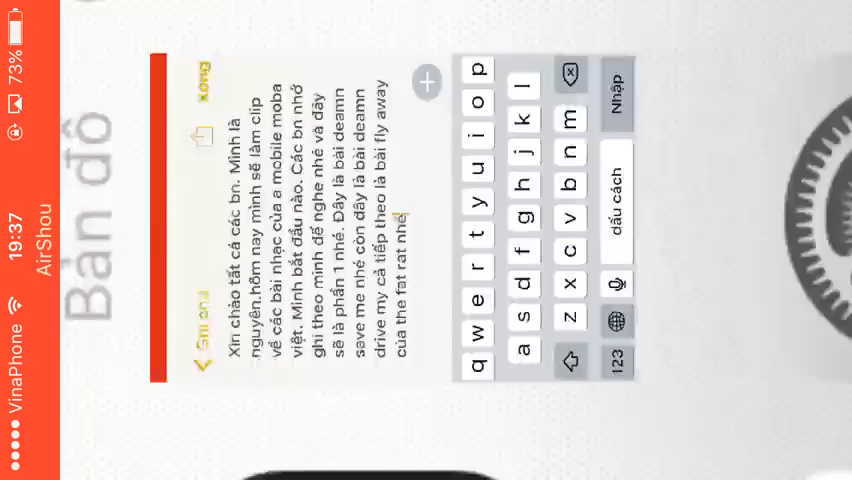 VinaPhone 19:37 73%
AirShou
Bản đồ
Ghi chú xong
Xin chào tất cả các bn. Mình là
nguyên.hôm nay mình sẽ làm clip
về các bài nhạc của a mobile moba
việt. Mình bắt đầu nào. Các bn nhớ
ghi theo mình để nghe nhé và đây
sẽ là phần 1 nhé. Đây là bài deamn
save me nhé còn đây là bài deamn
drive my cả tiếp theo là bài fly away
của the fat rat nhé
q w e r t y u i o p
a s d f g h j k l
z x c v b n m
123 dấu cách Nhập